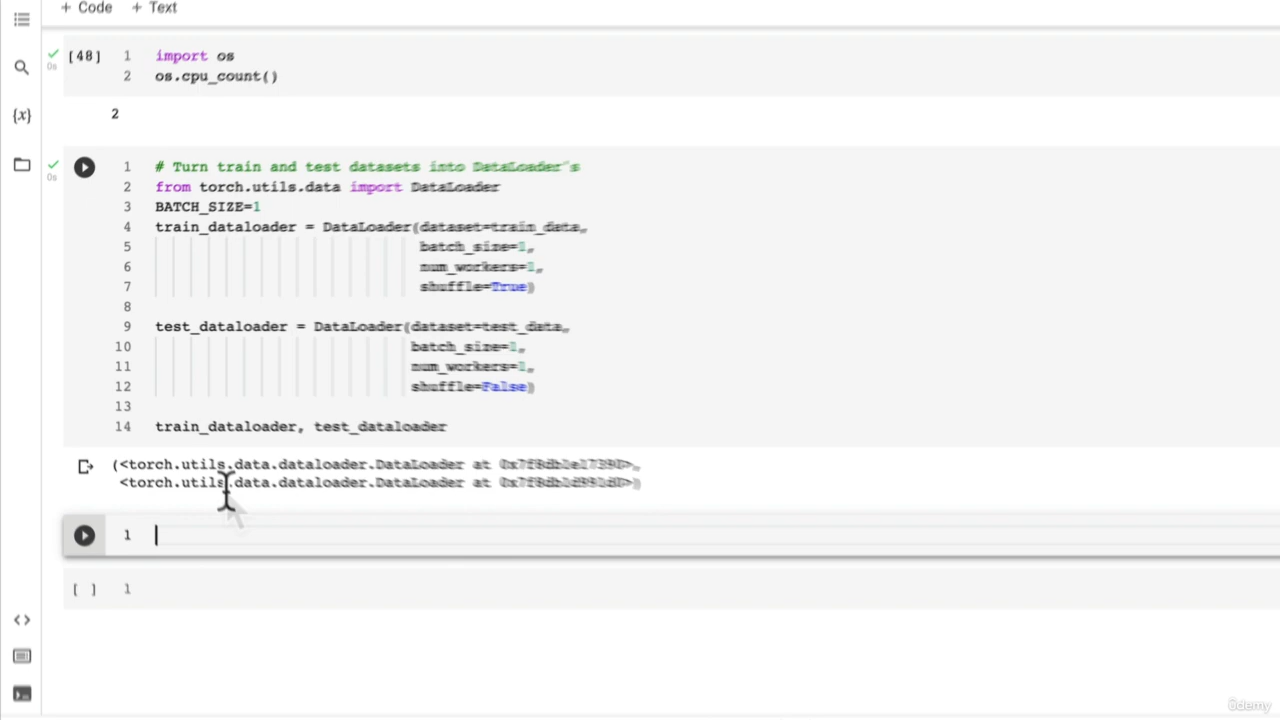 + Code + Text
[48] 1 import os
2 os.cpu_count()
2
1 # Turn train and test datasets into DataLoader's
2 from torch.utils.data import DataLoader
3 BATCH_SIZE=1
4 train_dataloader = DataLoader(dataset=train_data,
5 batch_size=1,
6 num_workers=1,
7 shuffle=True)
8
9 test_dataloader = DataLoader(dataset=test_data,
10 batch_size=1,
11 num_workers=1,
12 shuffle=False)
13
14 train_dataloader, test_dataloader
(<torch.utils.data.dataloader.DataLoader at
<torch.utils.data.dataloader.DataLoader at
1
[ ] 1
ûdemy